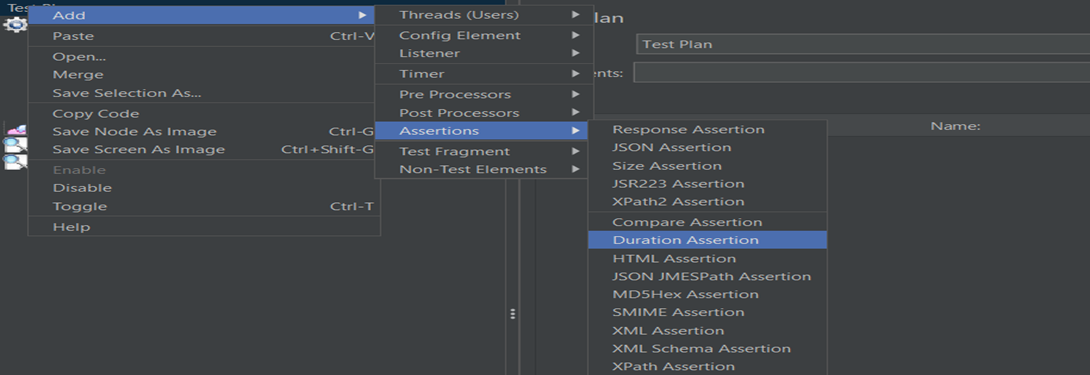 Test Pl
Add
Paste Ctrl-V
Open...
Merge
Save Selection As...
Copy Code
Save Node As Image Ctrl-G
Save Screen As Image Ctrl+Shift-G
Enable
Disable
Toggle Ctrl-T
Help
Threads (Users)
Config Element
Listener
Timer
Pre Processors
Post Processors
Assertions
Test Fragment
Non-Test Elements
Response Assertion
JSON Assertion
Size Assertion
JSR223 Assertion
XPath2 Assertion
Compare Assertion
Duration Assertion
HTML Assertion
JSON JMESPath Assertion
MD5Hex Assertion
SMIME Assertion
XML Assertion
XML Schema Assertion
XPath Assertion
lan
Test Plan
nts:
Name: